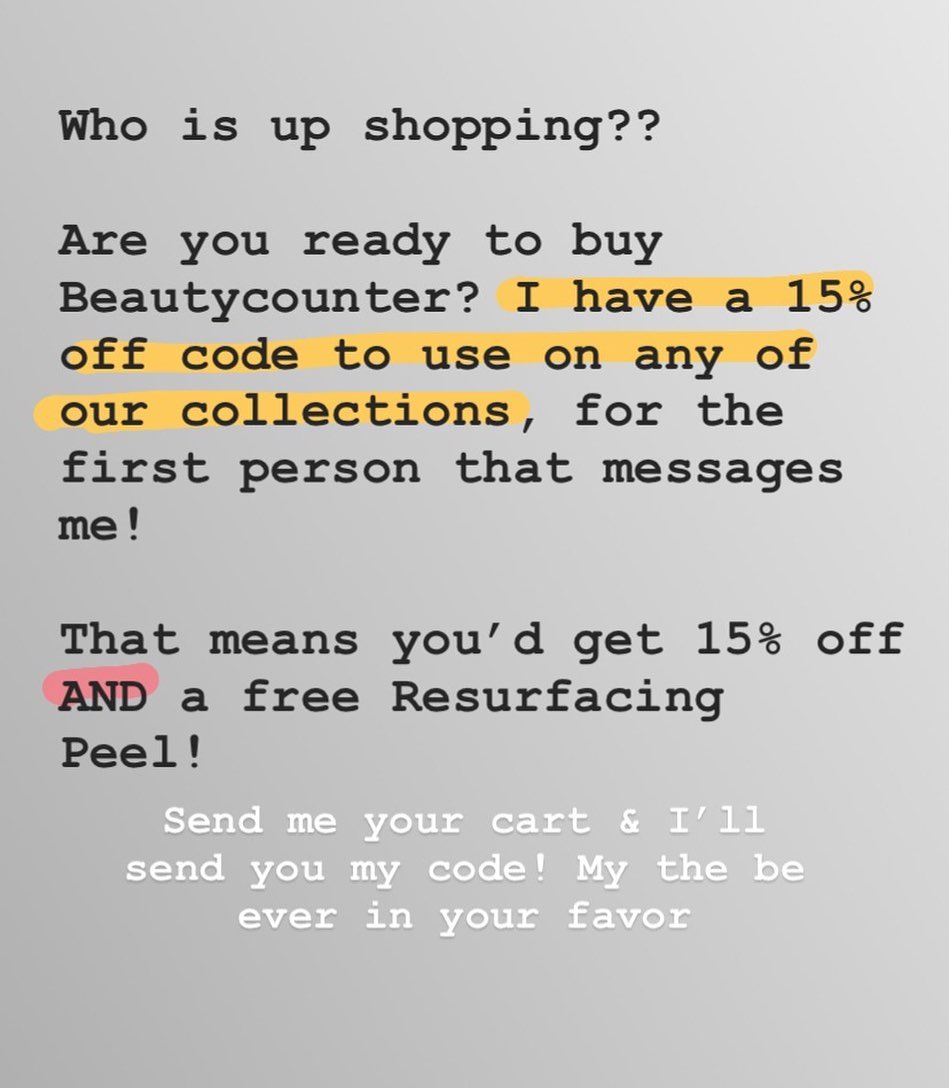 Who is up shopping??
Are you ready to buy
Beautycounter? I have a 15%
off code to use on any of
our collections, for the
first person that messages
me!
That means you’d get 15% off
AND a free Resurfacing
Peel!
Send me your cart & I’ll
send you my code! My the be
ever in your favor